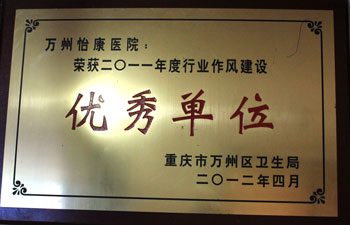 万州怡康医院：
荣获二〇一一年度行业作风建设
优秀单位
重庆市万州区卫生局
二〇一二年四月